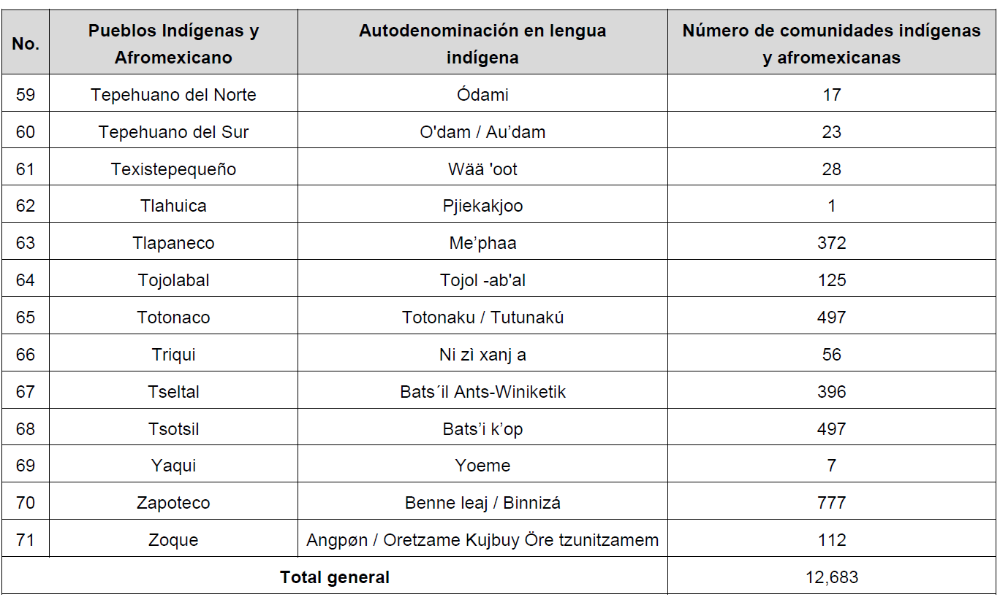 No. Pueblos Indígenas y Afromexicano Autodenominación en lengua indígena Número de comunidades indígenas y afromexicanas
59 Tepehuano del Norte Ódami 17
60 Tepehuano del Sur O'dam / Au’dam 23
61 Texistepequeño Wää 'oot 28
62 Tlahuica Pjiekakjoo 1
63 Tlapaneco Me’phaa 372
64 Tojolabal Tojol -ab'al 125
65 Totonaco Totonaku / Tutunakú 497
66 Triqui Ni zì xanj a 56
67 Tseltal Bats´il Ants-Winiketik 396
68 Tsotsil Bats’i k’op 497
69 Yaqui Yoeme 7
70 Zapoteco Benne leaj / Binnizá 777
71 Zoque Angpøn / Oretzame Kujbuy Öre tzunitzamem 112
Total general 12,683